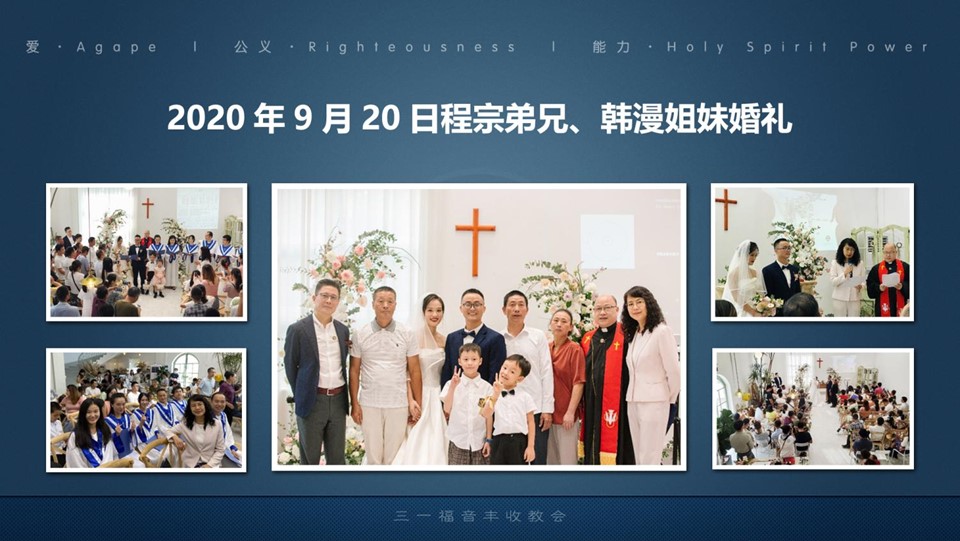 爱 · Agape | 公义 · Righteousness | 能力 · Holy Spirit Power
2020 年 9 月 20 日程宗弟兄、韩漫姐妹婚礼
三一福音丰收教会